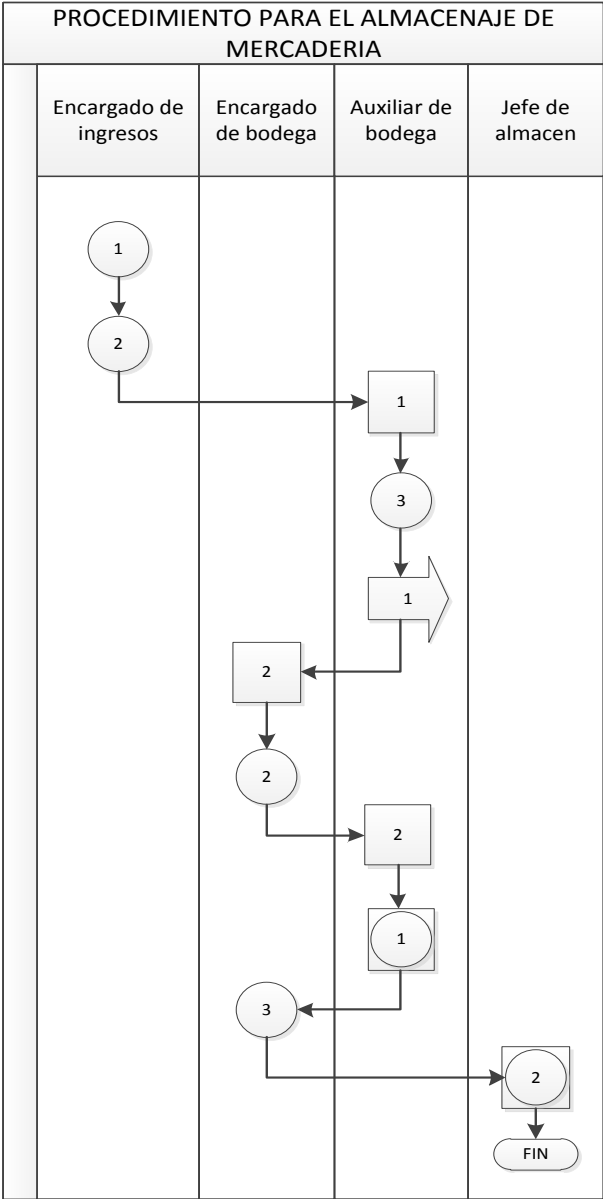 PROCEDIMIENTO PARA EL ALMACENAJE DE
MERCADERIA
Encargado de
ingresos
Encargado
de bodega
Auxiliar de
bodega
Jefe de
almacen
1
2
1
3
1
2
2
2
1
3
2
FIN